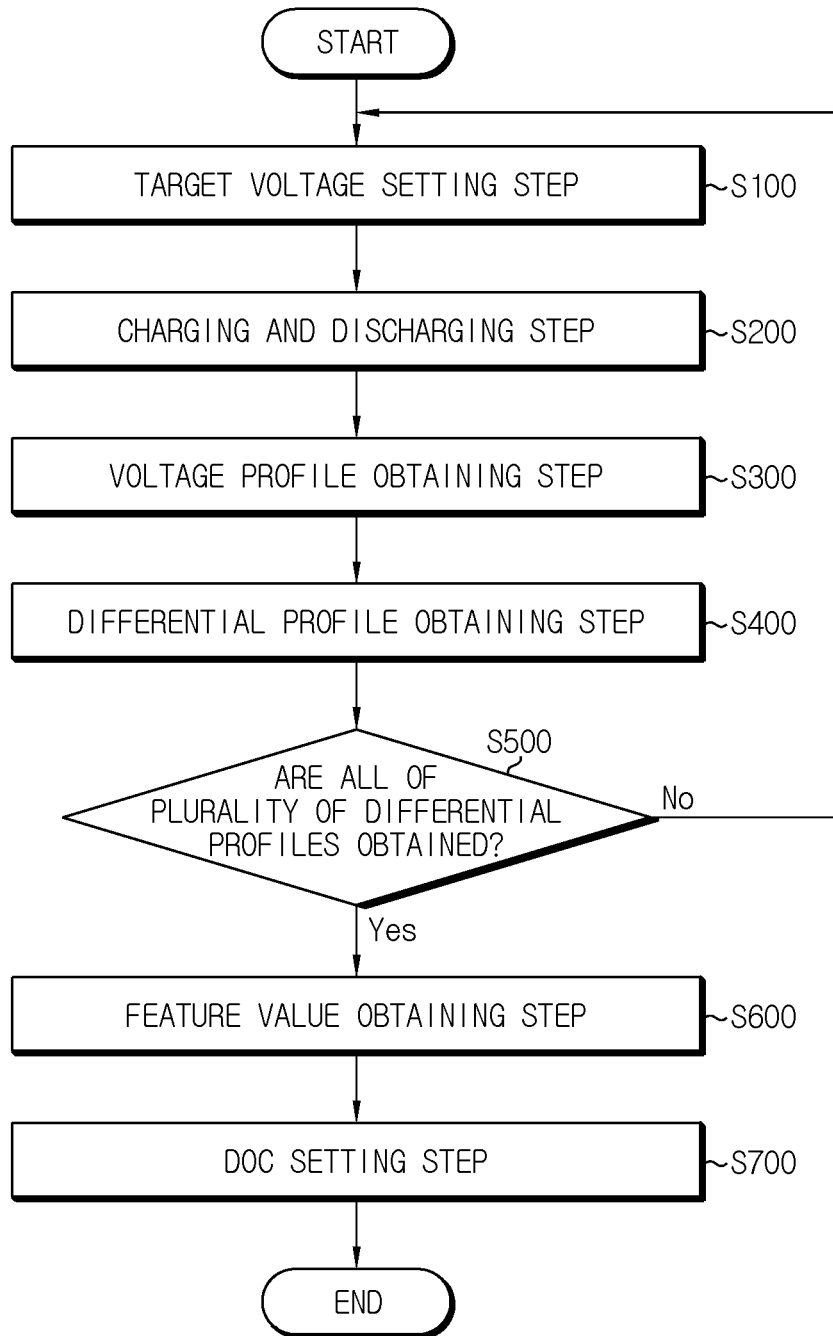 START
TARGET VOLTAGE SETTING STEP
~S100
CHARGING AND DISCHARGING STEP
~S200
VOLTAGE PROFILE OBTAINING STEP
~S300
DIFFERENTIAL PROFILE OBTAINING STEP
~S400
S500
ARE ALL OF
PLURALITY OF DIFFERENTIAL
PROFILES OBTAINED?
No
Yes
FEATURE VALUE OBTAINING STEP
~S600
DOC SETTING STEP
~S700
END